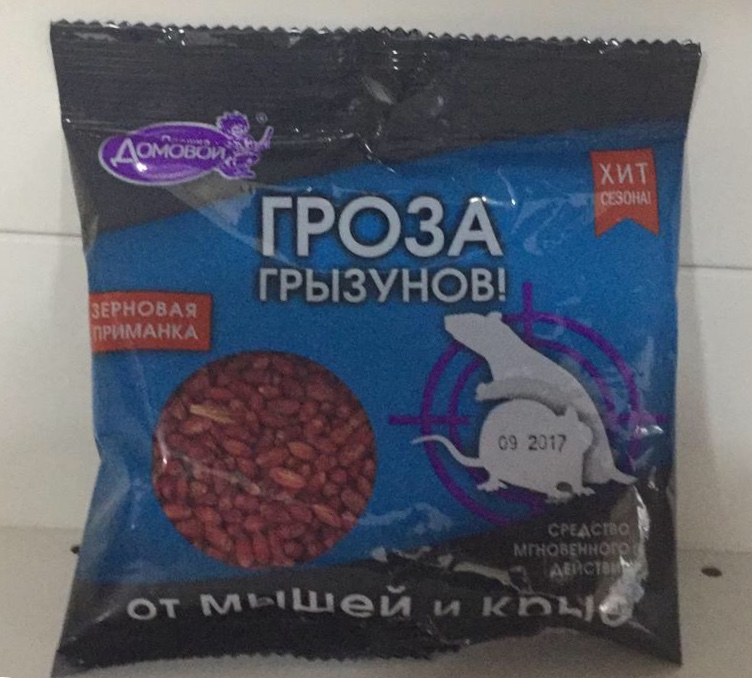 ДОМОВОЙ
ХИТ
СЕЗОНА!
ГРОЗА
ГРЫЗУНОВ!
ЗЕРНОВАЯ
ПРИМАНКА
09 2017
СРЕДСТВО
МГНОВЕННОГО
ДЕЙСТВИЯ
от мышей и крыс